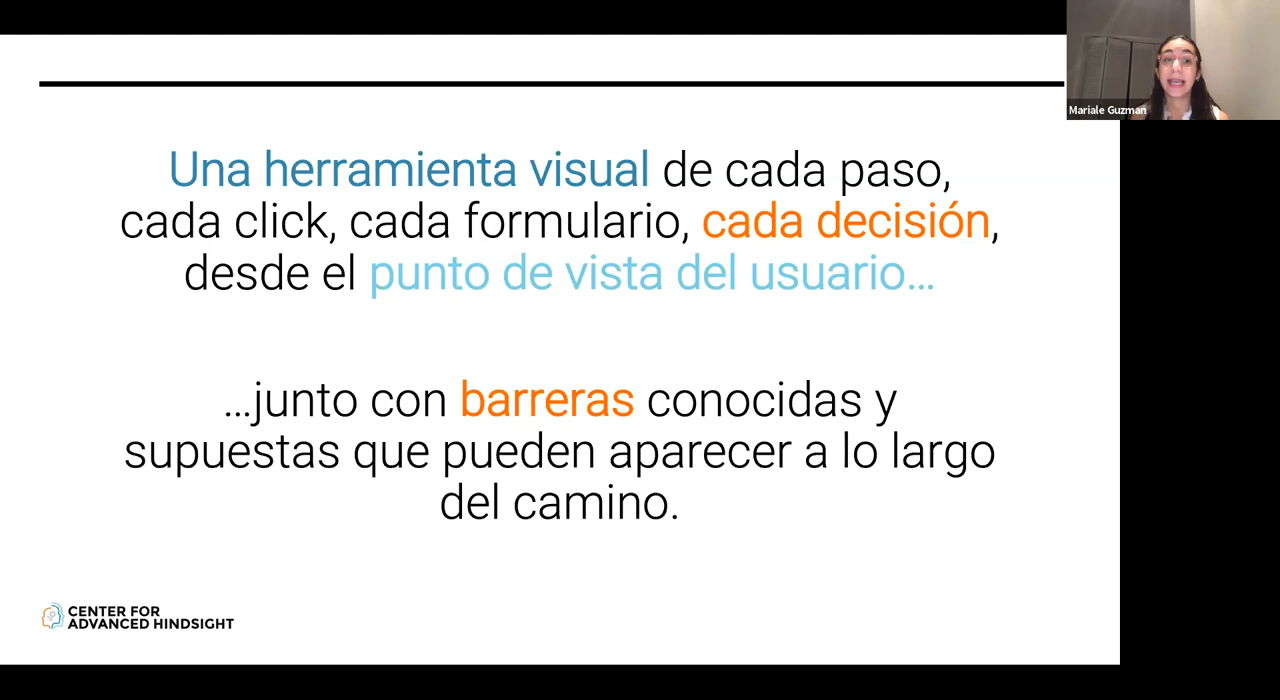 Mariale Guzman
Una herramienta visual de cada paso,
cada click, cada formulario, cada decisión,
desde el punto de vista del usuario...
...junto con barreras conocidas y
supuestas que pueden aparecer a lo largo
del camino.
CENTER FOR
ADVANCED HINDSIGHT